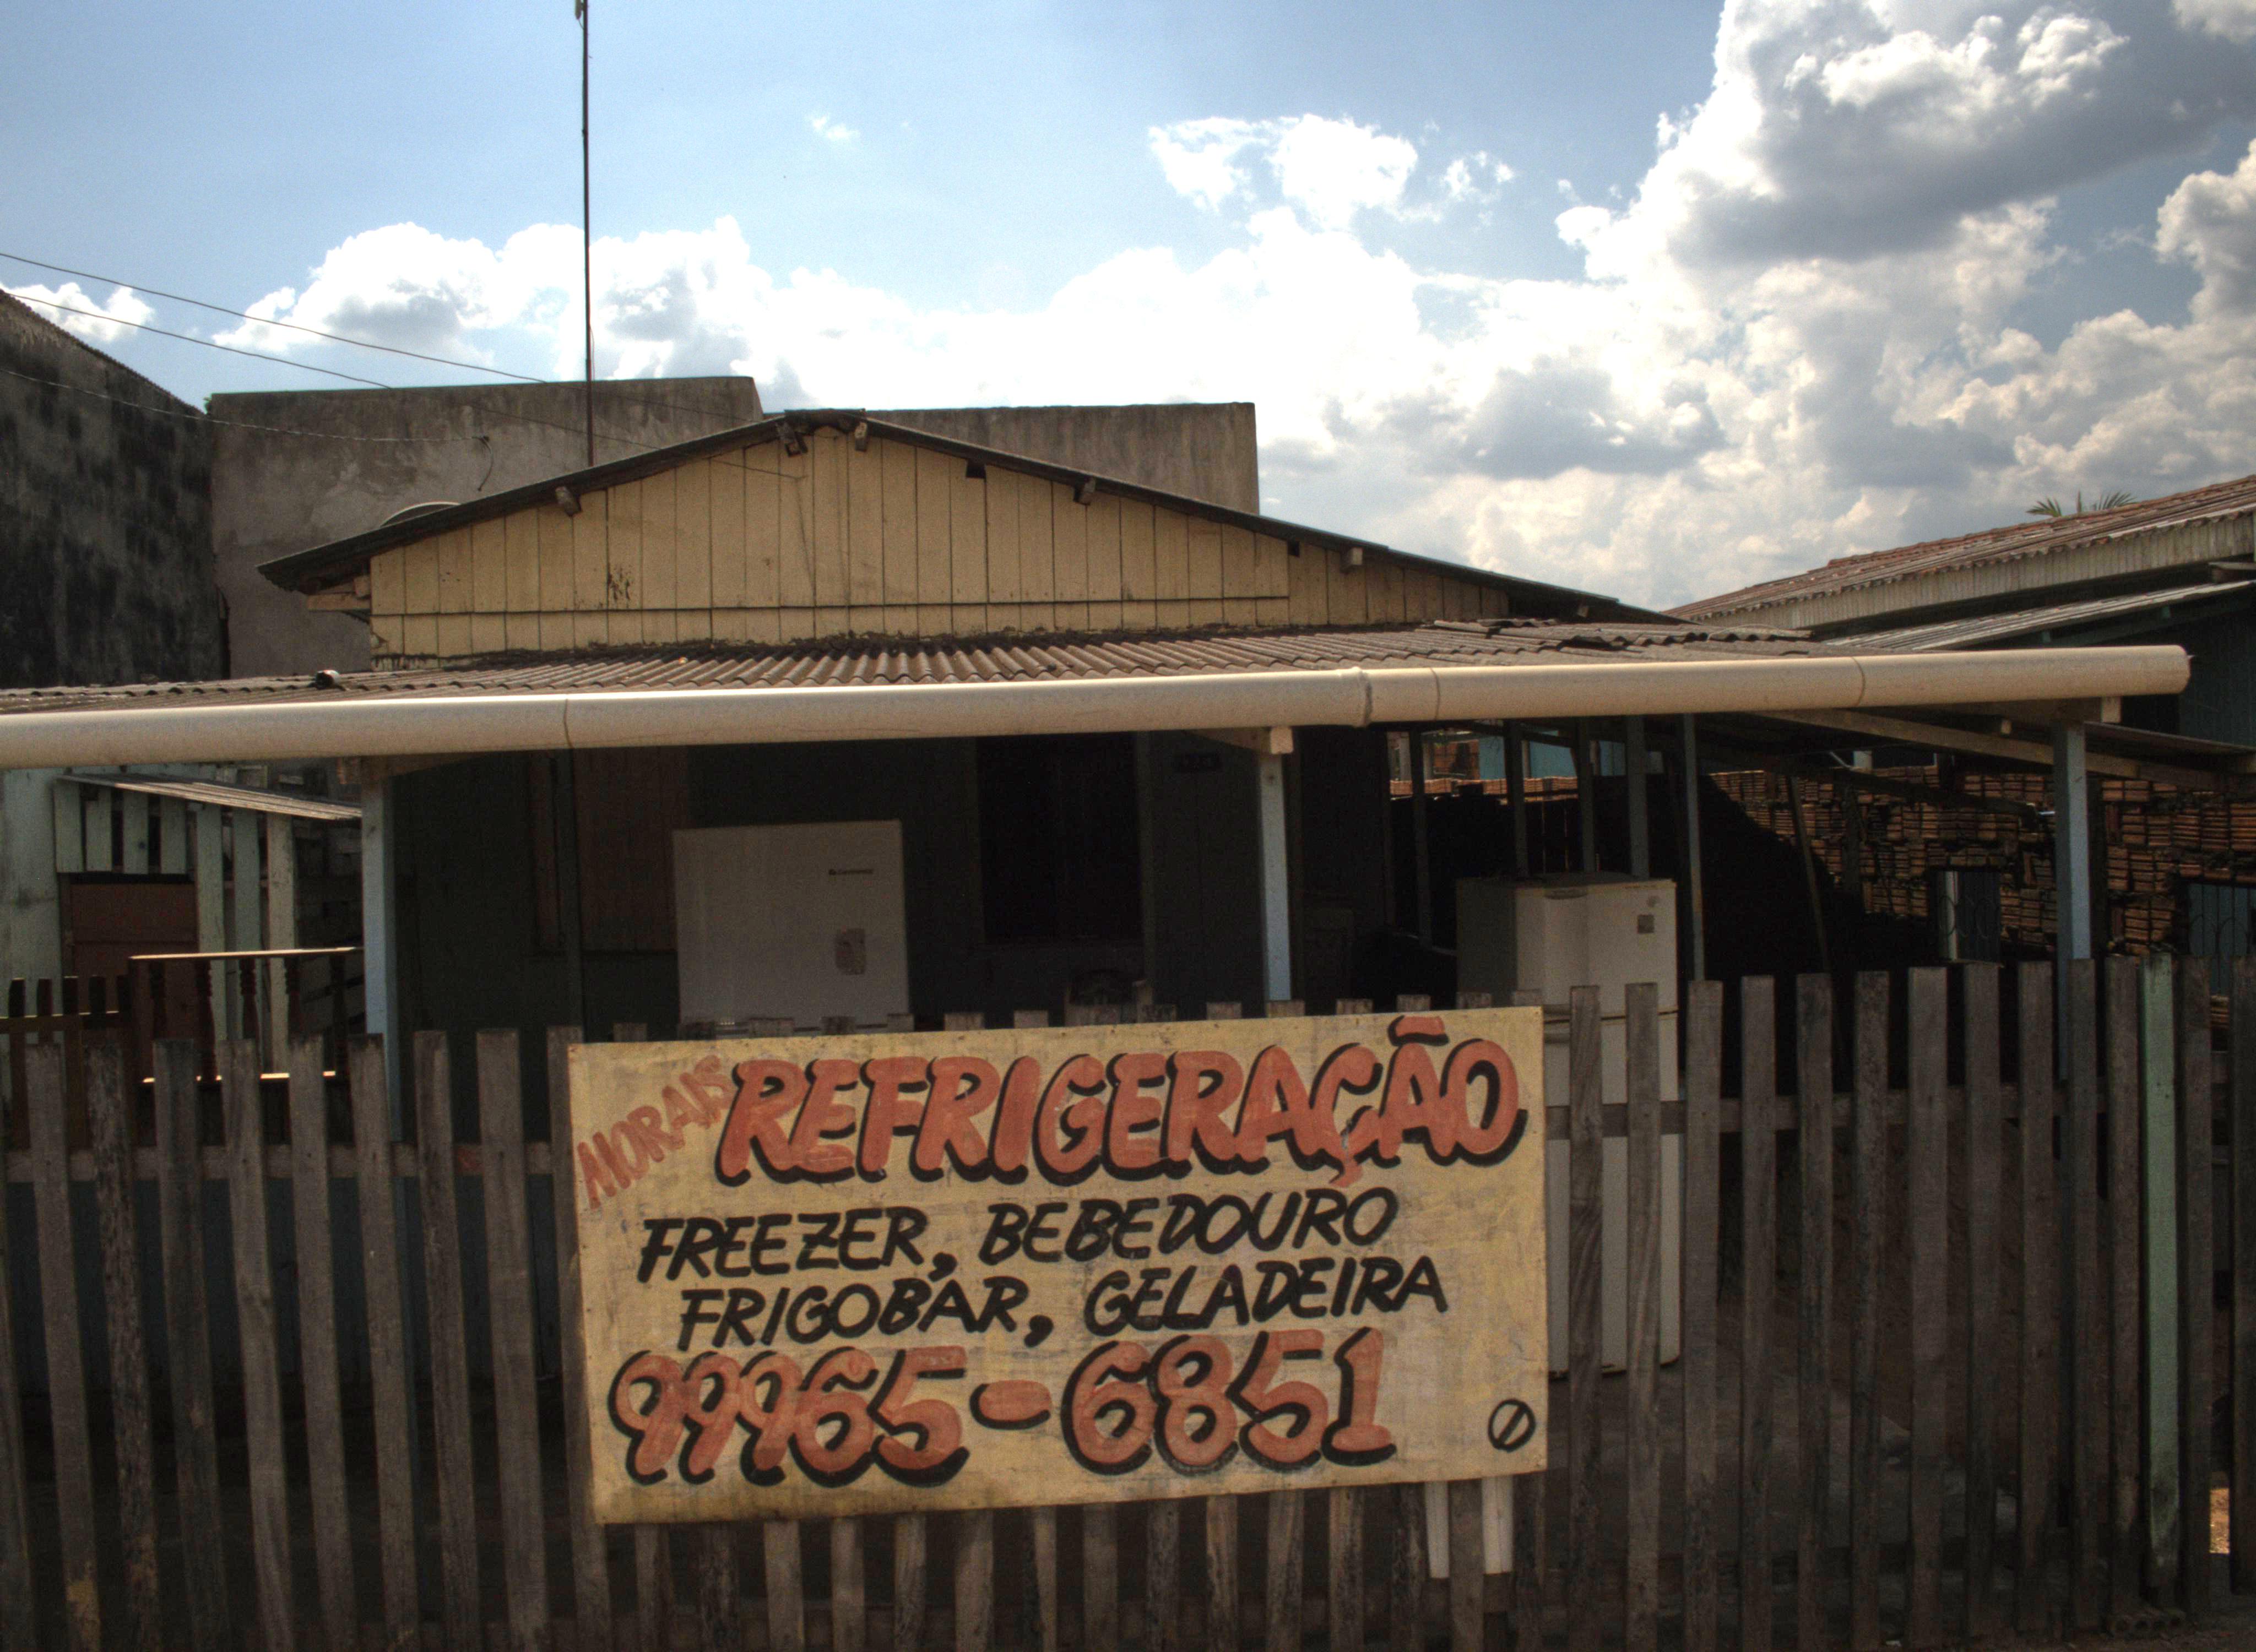 MORAIS REFRIGERAÇÃO
FREEZER, BEBEDOURO
FRIGOBAR, GELADEIRA
99965-6851